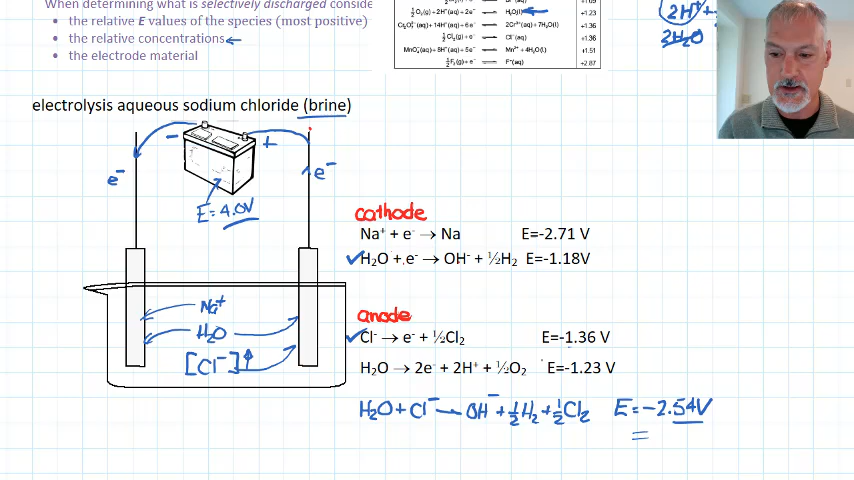 When determining what is selectively discharged conside
the relative E values of the species (most positive)
the relative concentrations
the electrode material
½O₂(g) + 2H⁺(aq) + 2e⁻ H₂O(l) +1.23
Cr₂O₇²⁻(aq) + 14H⁺(aq) + 6e⁻ 2Cr³⁺(aq) + 7H₂O(l) +1.36
½Cl₂(g) + e⁻ Cl⁻(aq) +1.36
MnO₄⁻(aq) + 8H⁺(aq) + 5e⁻ Mn²⁺ + 4H₂O(l) +1.51
½F₂(g) + e⁻ F⁻(aq) +2.87
2H⁺ +
2H₂O
electrolysis aqueous sodium chloride (brine)
− +
e⁻ e⁻
E = 4.0V
cathode
Na⁺ + e⁻ → Na E=-2.71 V
H₂O + e⁻ → OH⁻ + ½H₂ E=-1.18V
anode
Cl⁻ → e⁻ + ½Cl₂ E=-1.36 V
H₂O → 2e⁻ + 2H⁺ + ½O₂ E=-1.23 V
Na⁺
H₂O
[Cl⁻]↑
H₂O + Cl⁻ → OH⁻ + ½H₂ + ½Cl₂ E = −2.54V